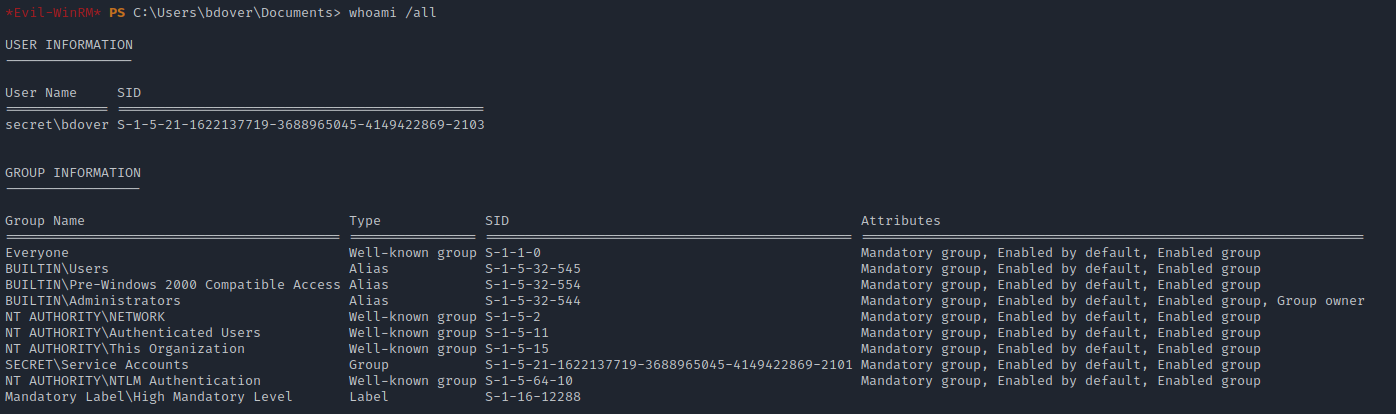 *Evil-WinRM* PS C:\Users\bdover\Documents> whoami /all
USER INFORMATION
----------------
User Name     SID
============= ==============================================
secret\bdover S-1-5-21-1622137719-3688965045-4149422869-2103
GROUP INFORMATION
-----------------
Group Name                                 Type             SID                                            Attributes
========================================== ================ ============================================== ===============================================================
Everyone                                   Well-known group S-1-1-0                                        Mandatory group, Enabled by default, Enabled group
BUILTIN\Users                              Alias            S-1-5-32-545                                   Mandatory group, Enabled by default, Enabled group
BUILTIN\Pre-Windows 2000 Compatible Access Alias            S-1-5-32-554                                   Mandatory group, Enabled by default, Enabled group
BUILTIN\Administrators                     Alias            S-1-5-32-544                                   Mandatory group, Enabled by default, Enabled group, Group owner
NT AUTHORITY\NETWORK                       Well-known group S-1-5-2                                        Mandatory group, Enabled by default, Enabled group
NT AUTHORITY\Authenticated Users           Well-known group S-1-5-11                                       Mandatory group, Enabled by default, Enabled group
NT AUTHORITY\This Organization             Well-known group S-1-5-15                                       Mandatory group, Enabled by default, Enabled group
SECRET\Service Accounts                    Group            S-1-5-21-1622137719-3688965045-4149422869-2101 Mandatory group, Enabled by default, Enabled group
NT AUTHORITY\NTLM Authentication           Well-known group S-1-5-64-10                                    Mandatory group, Enabled by default, Enabled group
Mandatory Label\High Mandatory Level       Label            S-1-16-12288